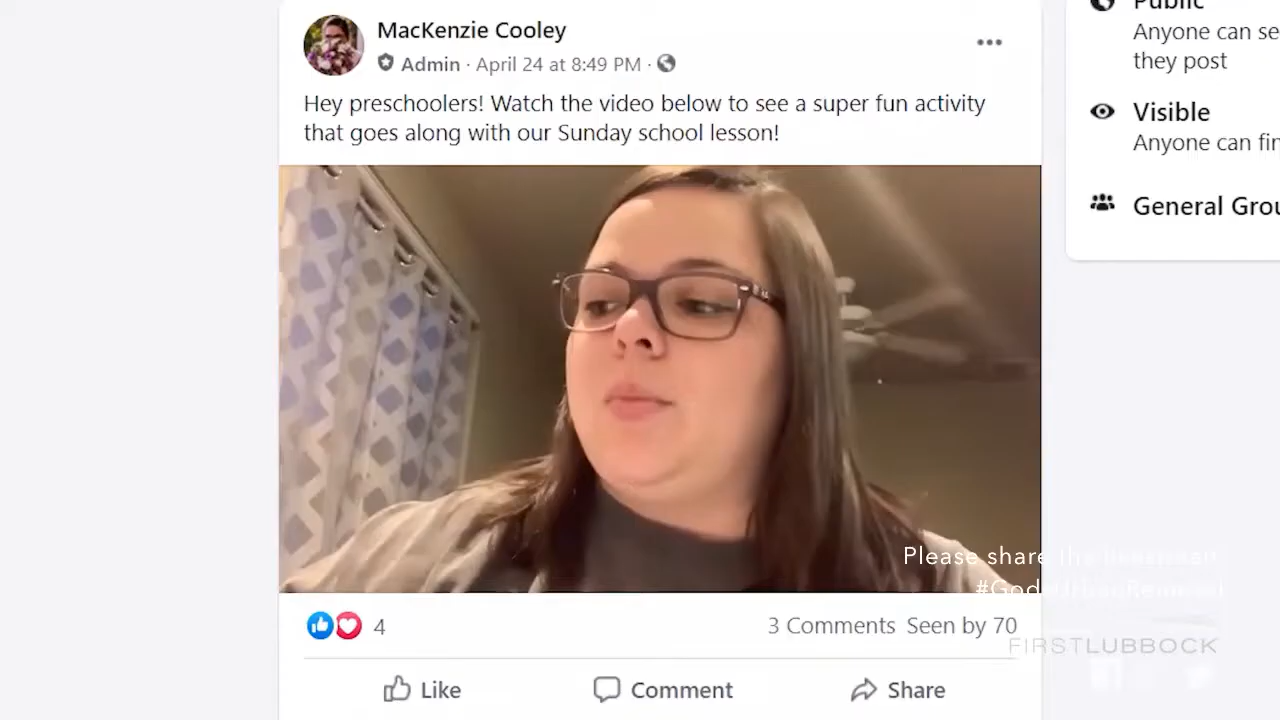 MacKenzie Cooley
Admin · April 24 at 8:49 PM ·
Hey preschoolers! Watch the video below to see a super fun activity
that goes along with our Sunday school lesson!
Public
Anyone can se
they post
Visible
Anyone can fin
General Grou
Please share the
FIRSTLUBBOCK
4
3 Comments Seen by 70
Like
Comment
Share